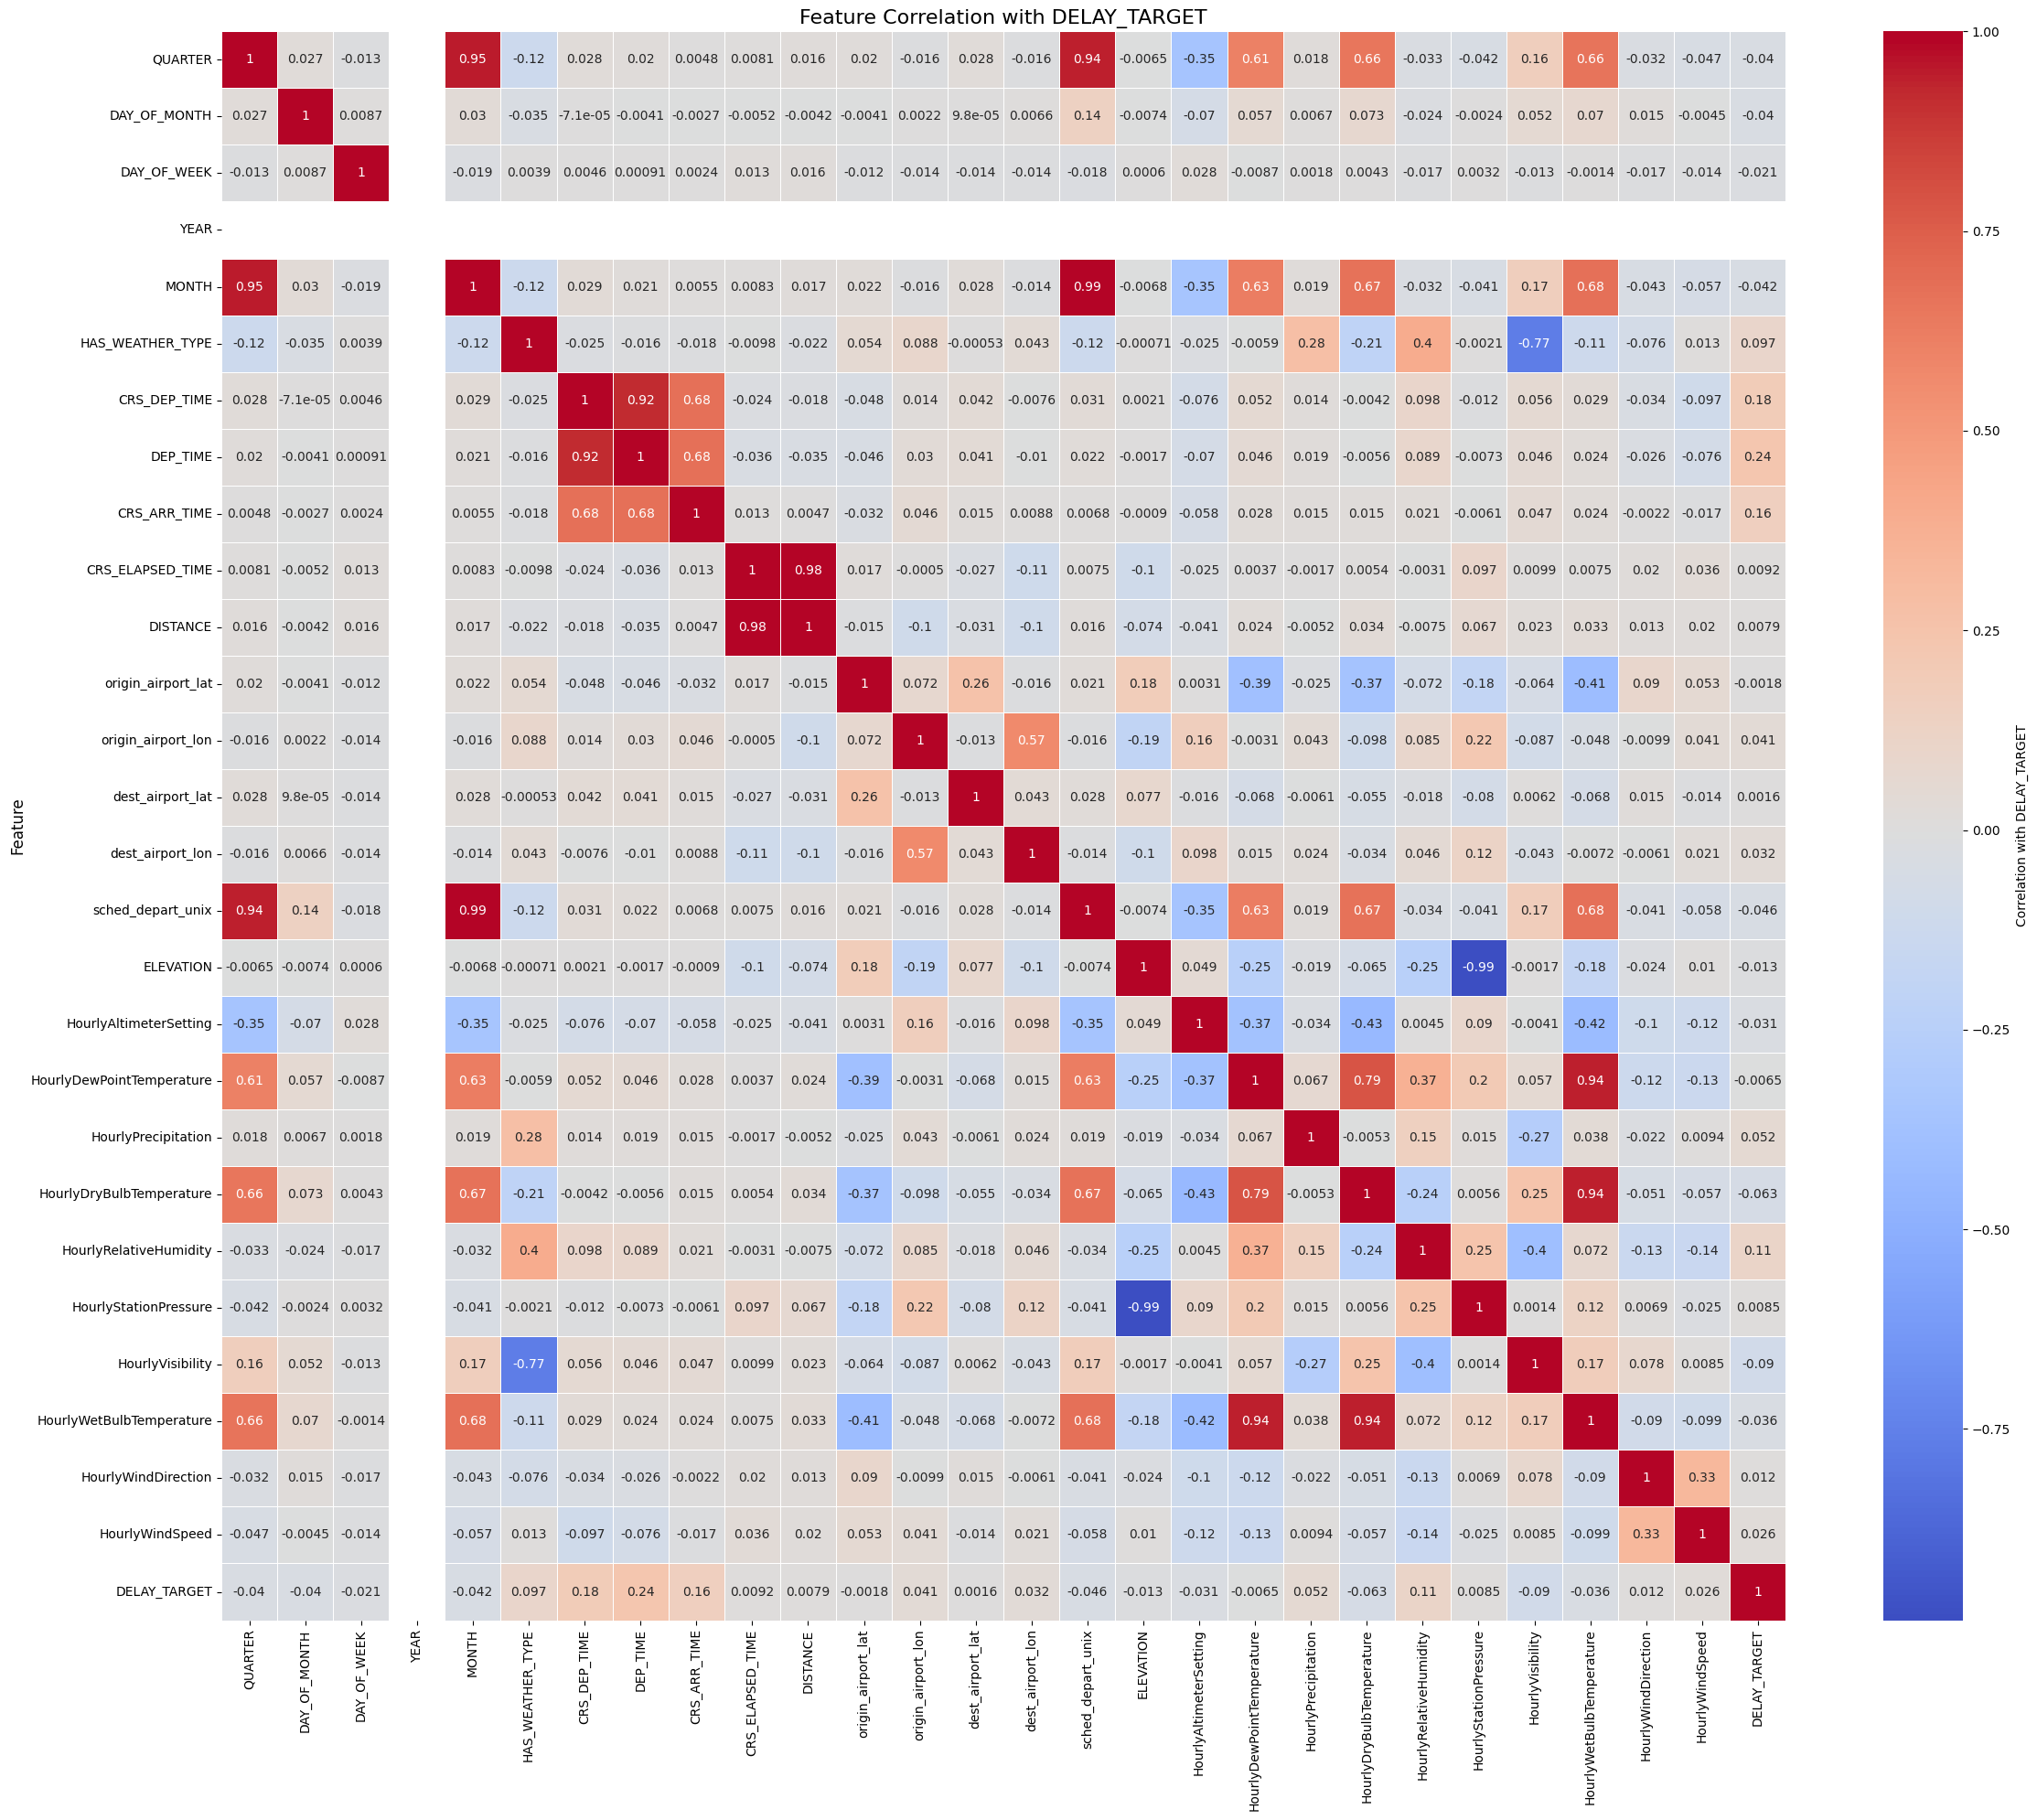 Feature Correlation with DELAY_TARGET
QUARTER 1 0.027 -0.013 0.95 -0.12 0.028 0.02 0.0048 0.0081 0.016 0.02 -0.016 0.028 -0.016 0.94 -0.0065 -0.35 0.61 0.018 0.66 -0.033 -0.042 0.16 0.66 -0.032 -0.047 -0.04
DAY_OF_MONTH 0.027 1 0.0087 0.03 -0.035 -7.1e-05 -0.0041 -0.0027 -0.0052 -0.0042 -0.0041 0.0022 9.8e-05 0.0066 0.14 -0.0074 -0.07 0.057 0.0067 0.073 -0.024 -0.0024 0.052 0.07 0.015 -0.0045 -0.04
DAY_OF_WEEK -0.013 0.0087 1 -0.019 0.0039 0.0046 0.00091 0.0024 0.013 0.016 -0.012 -0.014 -0.014 -0.014 -0.018 0.0006 0.028 -0.0087 0.0018 0.0043 -0.017 0.0032 -0.013 -0.0014 -0.017 -0.014 -0.021
YEAR
MONTH 0.95 0.03 -0.019 1 -0.12 0.029 0.021 0.0055 0.0083 0.017 0.022 -0.016 0.028 -0.014 0.99 -0.0068 -0.35 0.63 0.019 0.67 -0.032 -0.041 0.17 0.68 -0.043 -0.057 -0.042
HAS_WEATHER_TYPE -0.12 -0.035 0.0039 -0.12 1 -0.025 -0.016 -0.018 -0.0098 -0.022 0.054 0.088 -0.00053 0.043 -0.12 -0.00071 -0.025 -0.0059 0.28 -0.21 0.4 -0.0021 -0.77 -0.11 -0.076 0.013 0.097
CRS_DEP_TIME 0.028 -7.1e-05 0.0046 0.029 -0.025 1 0.92 0.68 -0.024 -0.018 -0.048 0.014 0.042 -0.0076 0.031 0.0021 -0.076 0.052 0.014 -0.0042 0.098 -0.012 0.056 0.029 -0.034 -0.097 0.18
DEP_TIME 0.02 -0.0041 0.00091 0.021 -0.016 0.92 1 0.68 -0.036 -0.035 -0.046 0.03 0.041 -0.01 0.022 -0.0017 -0.07 0.046 0.019 -0.0056 0.089 -0.0073 0.046 0.024 -0.026 -0.076 0.24
CRS_ARR_TIME 0.0048 -0.0027 0.0024 0.0055 -0.018 0.68 0.68 1 0.013 0.0047 -0.032 0.046 0.015 0.0088 0.0068 -0.0009 -0.058 0.028 0.015 0.015 0.021 -0.0061 0.047 0.024 -0.0022 -0.017 0.16
CRS_ELAPSED_TIME 0.0081 -0.0052 0.013 0.0083 -0.0098 -0.024 -0.036 0.013 1 0.98 0.017 -0.0005 -0.027 -0.11 0.0075 -0.1 -0.025 0.0037 -0.0017 0.0054 -0.0031 0.097 0.0099 0.0075 0.02 0.036 0.0092
DISTANCE 0.016 -0.0042 0.016 0.017 -0.022 -0.018 -0.035 0.0047 0.98 1 -0.015 -0.1 -0.031 -0.1 0.016 -0.074 -0.041 0.024 -0.0052 0.034 -0.0075 0.067 0.023 0.033 0.013 0.02 0.0079
origin_airport_lat 0.02 -0.0041 -0.012 0.022 0.054 -0.048 -0.046 -0.032 0.017 -0.015 1 0.072 0.26 -0.016 0.021 0.18 0.0031 -0.39 -0.025 -0.37 -0.072 -0.18 -0.064 -0.41 0.09 0.053 -0.0018
origin_airport_lon -0.016 0.0022 -0.014 -0.016 0.088 0.014 0.03 0.046 -0.0005 -0.1 0.072 1 -0.013 0.57 -0.016 -0.19 0.16 -0.0031 0.043 -0.098 0.085 0.22 -0.087 -0.048 -0.0099 0.041 0.041
dest_airport_lat 0.028 9.8e-05 -0.014 0.028 -0.00053 0.042 0.041 0.015 -0.027 -0.031 0.26 -0.013 1 0.043 0.028 0.077 -0.016 -0.068 -0.0061 -0.055 -0.018 -0.08 0.0062 -0.068 0.015 -0.014 0.0016
dest_airport_lon -0.016 0.0066 -0.014 -0.014 0.043 -0.0076 -0.01 0.0088 -0.11 -0.1 -0.016 0.57 0.043 1 -0.014 -0.1 0.098 0.015 0.024 -0.034 0.046 0.12 -0.043 -0.0072 -0.0061 0.021 0.032
sched_depart_unix 0.94 0.14 -0.018 0.99 -0.12 0.031 0.022 0.0068 0.0075 0.016 0.021 -0.016 0.028 -0.014 1 -0.0074 -0.35 0.63 0.019 0.67 -0.034 -0.041 0.17 0.68 -0.041 -0.058 -0.046
ELEVATION -0.0065 -0.0074 0.0006 -0.0068 -0.00071 0.0021 -0.0017 -0.0009 -0.1 -0.074 0.18 -0.19 0.077 -0.1 -0.0074 1 0.049 -0.25 -0.019 -0.065 -0.25 -0.99 -0.0017 -0.18 -0.024 0.01 -0.013
HourlyAltimeterSetting -0.35 -0.07 0.028 -0.35 -0.025 -0.076 -0.07 -0.058 -0.025 -0.041 0.0031 0.16 -0.016 0.098 -0.35 0.049 1 -0.37 -0.034 -0.43 0.0045 0.09 -0.0041 -0.42 -0.1 -0.12 -0.031
HourlyDewPointTemperature 0.61 0.057 -0.0087 0.63 -0.0059 0.052 0.046 0.028 0.0037 0.024 -0.39 -0.0031 -0.068 0.015 0.63 -0.25 -0.37 1 0.067 0.79 0.37 0.2 0.057 0.94 -0.12 -0.13 -0.0065
HourlyPrecipitation 0.018 0.0067 0.0018 0.019 0.28 0.014 0.019 0.015 -0.0017 -0.0052 -0.025 0.043 -0.0061 0.024 0.019 -0.019 -0.034 0.067 1 -0.0053 0.15 0.015 -0.27 0.038 -0.022 0.0094 0.052
HourlyDryBulbTemperature 0.66 0.073 0.0043 0.67 -0.21 -0.0042 -0.0056 0.015 0.0054 0.034 -0.37 -0.098 -0.055 -0.034 0.67 -0.065 -0.43 0.79 -0.0053 1 -0.24 0.0056 0.25 0.94 -0.051 -0.057 -0.063
HourlyRelativeHumidity -0.033 -0.024 -0.017 -0.032 0.4 0.098 0.089 0.021 -0.0031 -0.0075 -0.072 0.085 -0.018 0.046 -0.034 -0.25 0.0045 0.37 0.15 -0.24 1 0.25 -0.4 0.072 -0.13 -0.14 0.11
HourlyStationPressure -0.042 -0.0024 0.0032 -0.041 -0.0021 -0.012 -0.0073 -0.0061 0.097 0.067 -0.18 0.22 -0.08 0.12 -0.041 -0.99 0.09 0.2 0.015 0.0056 0.25 1 0.0014 0.12 0.0069 -0.025 0.0085
HourlyVisibility 0.16 0.052 -0.013 0.17 -0.77 0.056 0.046 0.047 0.0099 0.023 -0.064 -0.087 0.0062 -0.043 0.17 -0.0017 -0.0041 0.057 -0.27 0.25 -0.4 0.0014 1 0.17 0.078 0.0085 -0.09
HourlyWetBulbTemperature 0.66 0.07 -0.0014 0.68 -0.11 0.029 0.024 0.024 0.0075 0.033 -0.41 -0.048 -0.068 -0.0072 0.68 -0.18 -0.42 0.94 0.038 0.94 0.072 0.12 0.17 1 -0.09 -0.099 -0.036
HourlyWindDirection -0.032 0.015 -0.017 -0.043 -0.076 -0.034 -0.026 -0.0022 0.02 0.013 0.09 -0.0099 0.015 -0.0061 -0.041 -0.024 -0.1 -0.12 -0.022 -0.051 -0.13 0.0069 0.078 -0.09 1 0.33 0.012
HourlyWindSpeed -0.047 -0.0045 -0.014 -0.057 0.013 -0.097 -0.076 -0.017 0.036 0.02 0.053 0.041 -0.014 0.021 -0.058 0.01 -0.12 -0.13 0.0094 -0.057 -0.14 -0.025 0.0085 -0.099 0.33 1 0.026
DELAY_TARGET -0.04 -0.04 -0.021 -0.042 0.097 0.18 0.24 0.16 0.0092 0.0079 -0.0018 0.041 0.0016 0.032 -0.046 -0.013 -0.031 -0.0065 0.052 -0.063 0.11 0.0085 -0.09 -0.036 0.012 0.026 1
QUARTER
DAY_OF_MONTH
DAY_OF_WEEK
YEAR
MONTH
HAS_WEATHER_TYPE
CRS_DEP_TIME
DEP_TIME
CRS_ARR_TIME
CRS_ELAPSED_TIME
DISTANCE
origin_airport_lat
origin_airport_lon
dest_airport_lat
dest_airport_lon
sched_depart_unix
ELEVATION
HourlyAltimeterSetting
HourlyDewPointTemperature
HourlyPrecipitation
HourlyDryBulbTemperature
HourlyRelativeHumidity
HourlyStationPressure
HourlyVisibility
HourlyWetBulbTemperature
HourlyWindDirection
HourlyWindSpeed
DELAY_TARGET
Feature
1.00
0.75
0.50
0.25
0.00
−0.25
−0.50
−0.75
Correlation with DELAY_TARGET